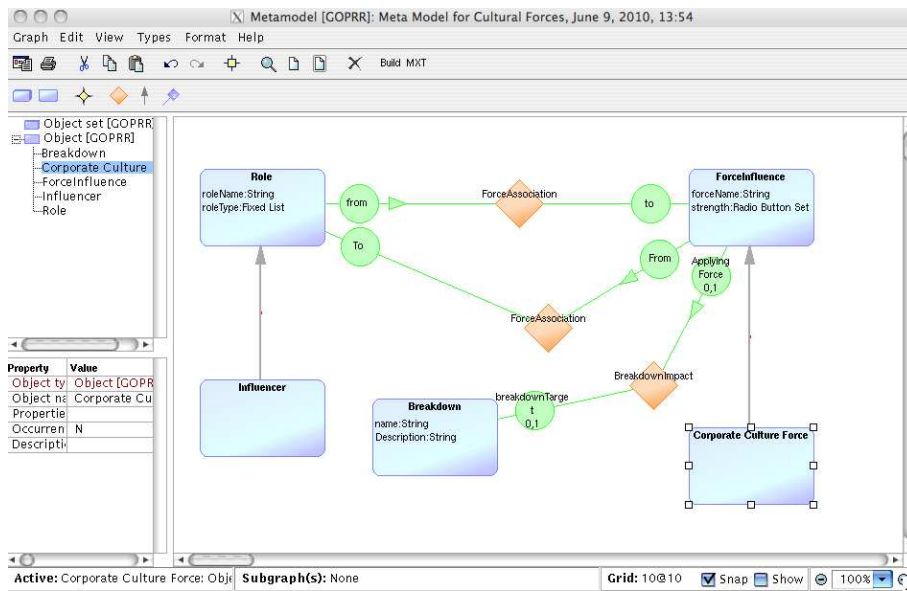 Metamodel [GOPRR]: Meta Model for Cultural Forces, June 9, 2010, 13:54
Graph Edit View Types Format Help
Build MXT
Object set [GOPRR]
Object [GOPRR]
Breakdown
Corporate Culture
ForceInfluence
Influencer
Role
Property Value
Object ty Object [GOPR
Object na Corporate Cu
Propertie
Occurren N
Descripti
Role
roleName:String
roleType:Fixed List
from
ForceAssociation
to
ForceInfluence
forceName:String
strength:Radio Button Set
To
From
Applying
Force
0,1
ForceAssociation
BreakdownImpact
Influencer
Breakdown
name:String
Description:String
breakdownTarge
t
0,1
Corporate Culture Force
Active: Corporate Culture Force: Obje Subgraph(s): None Grid: 10@10 Snap Show 100%